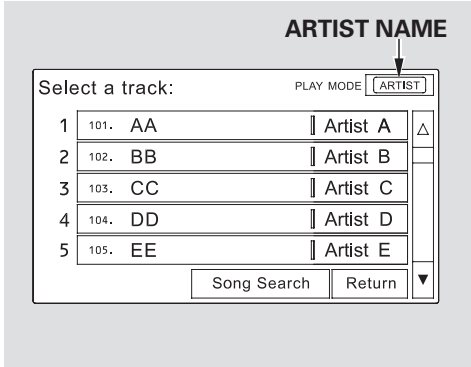 ARTIST NAME
Select a track: PLAY MODE ARTIST
1 101. AA Artist A
2 102. BB Artist B
3 103. CC Artist C
4 104. DD Artist D
5 105. EE Artist E
Song Search Return